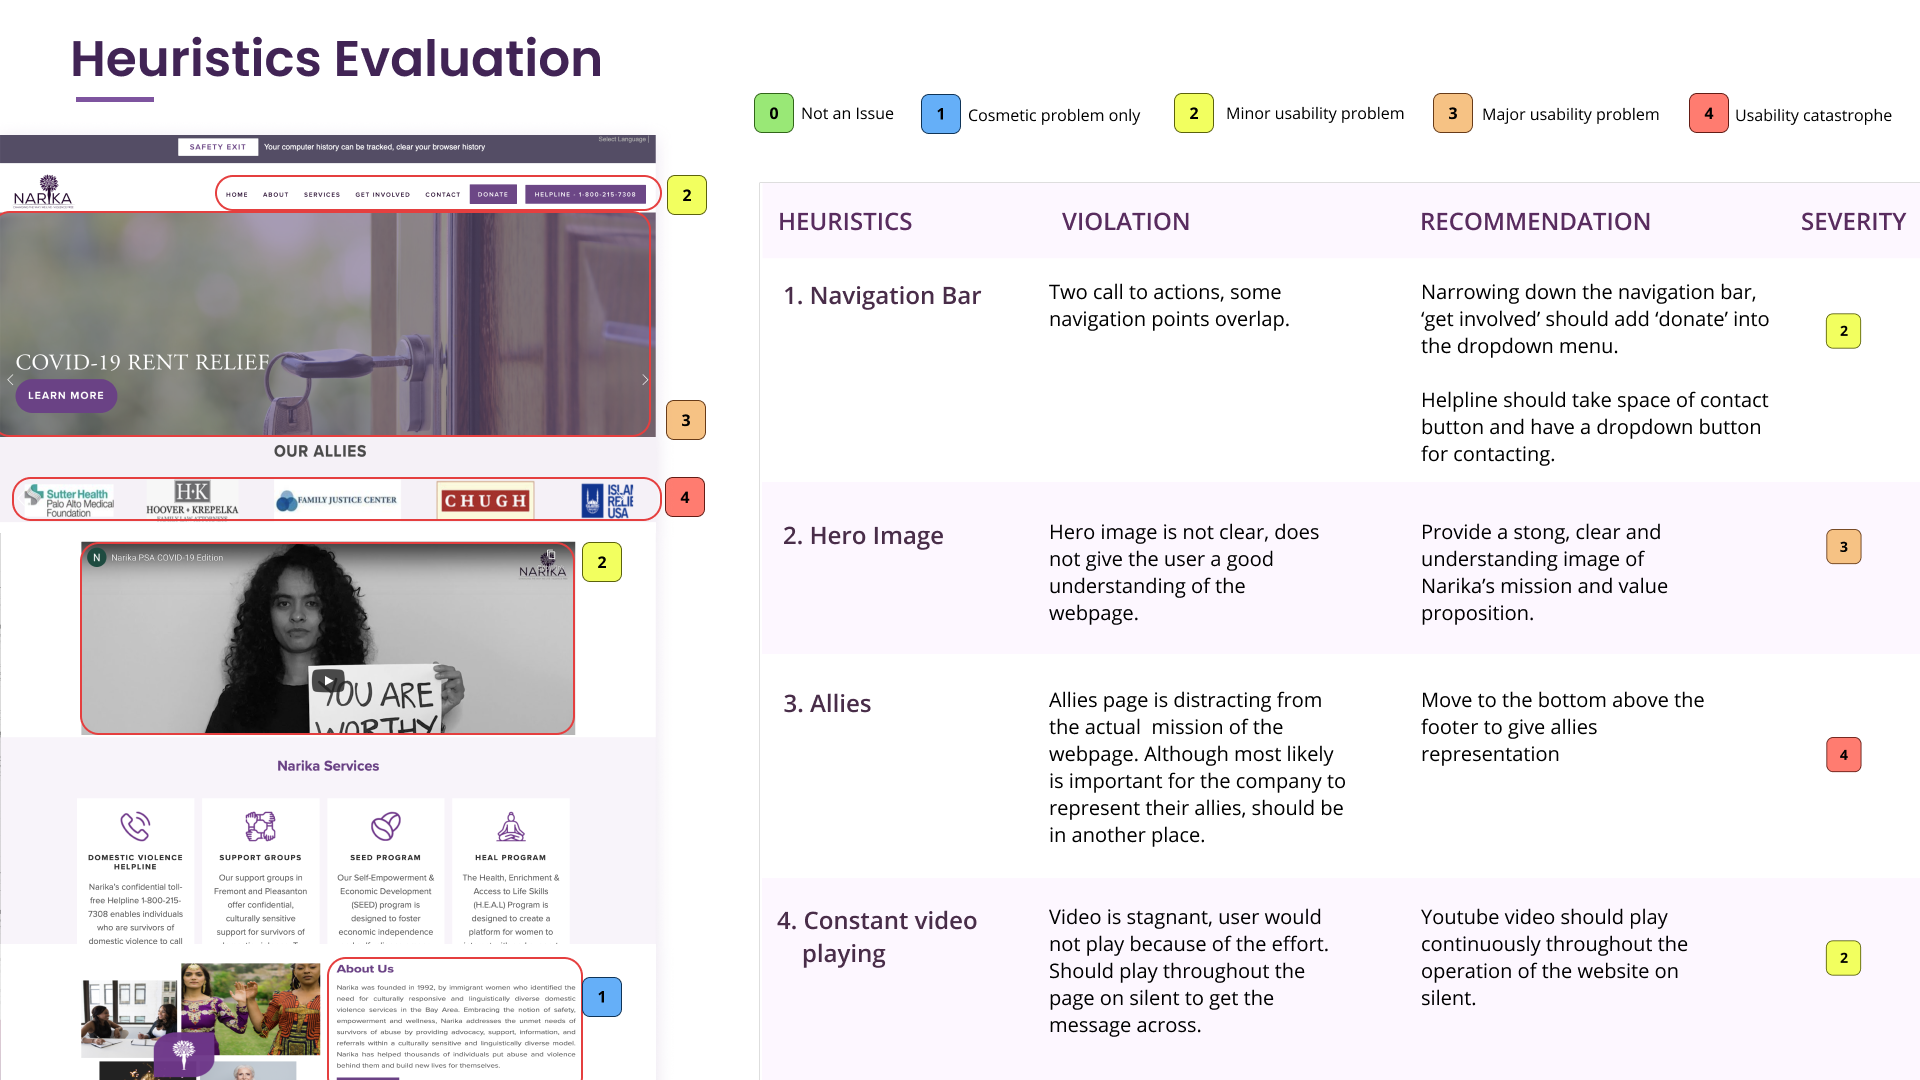 Heuristics Evaluation
0 Not an Issue
1 Cosmetic problem only
2 Minor usability problem
3 Major usability problem
4 Usability catastrophe
SAFETY EXIT Your computer history can be tracked, clear your browser history
Select Language
NARIKA
HOME ABOUT SERVICES GET INVOLVED CONTACT DONATE HELPLINE - 1-800-215-7308
2
COVID-19 RENT RELIEF
LEARN MORE
3
OUR ALLIES
Sutter Health
Palo Alto Medical
Foundation
H·K
HOOVER + KREPELKA
FAMILY LAW ATTORNEYS
FAMILY JUSTICE CENTER
CHUGH
USA
4
N Narika PSA COVID-19 Edition
NARIKA
YOU ARE
WORTHY
2
Narika Services
DOMESTIC VIOLENCE
HELPLINE
Narika's confidential toll-
free Helpline 1-800-215-
7308 enables individuals
who are survivors of
domestic violence to call
SUPPORT GROUPS
Our support groups in
Fremont and Pleasanton
offer confidential,
culturally sensitive
support for survivors of
SEED PROGRAM
Our Self-Empowerment &
Economic Development
(SEED) program is
designed to foster
economic independence
HEAL PROGRAM
The Health, Enrichment &
Access to Life Skills
(H.E.A.L) Program is
designed to create a
platform for women to
About Us
Narika was founded in 1992, by immigrant women who identified the
need for culturally responsive and linguistically diverse domestic
violence services in the Bay Area. Embracing the notion of safety,
empowerment and wellness, Narika addresses the unmet needs of
survivors of abuse by providing advocacy, support, information, and
referrals within a culturally sensitive and linguistically diverse model.
Narika has helped thousands of individuals put abuse and violence
behind them and build new lives for themselves.
1
HEURISTICS VIOLATION RECOMMENDATION SEVERITY
1. Navigation Bar
Two call to actions, some
navigation points overlap.
Narrowing down the navigation bar,
‘get involved’ should add ‘donate’ into
the dropdown menu.
Helpline should take space of contact
button and have a dropdown button
for contacting.
2
2. Hero Image
Hero image is not clear, does
not give the user a good
understanding of the
webpage.
Provide a stong, clear and
understanding image of
Narika’s mission and value
proposition.
3
3. Allies
Allies page is distracting from
the actual  mission of the
webpage. Although most likely
is important for the company to
represent their allies, should be
in another place.
Move to the bottom above the
footer to give allies
representation
4
4. Constant video
playing
Video is stagnant, user would
not play because of the effort.
Should play throughout the
page on silent to get the
message across.
Youtube video should play
continuously throughout the
operation of the website on
silent.
2